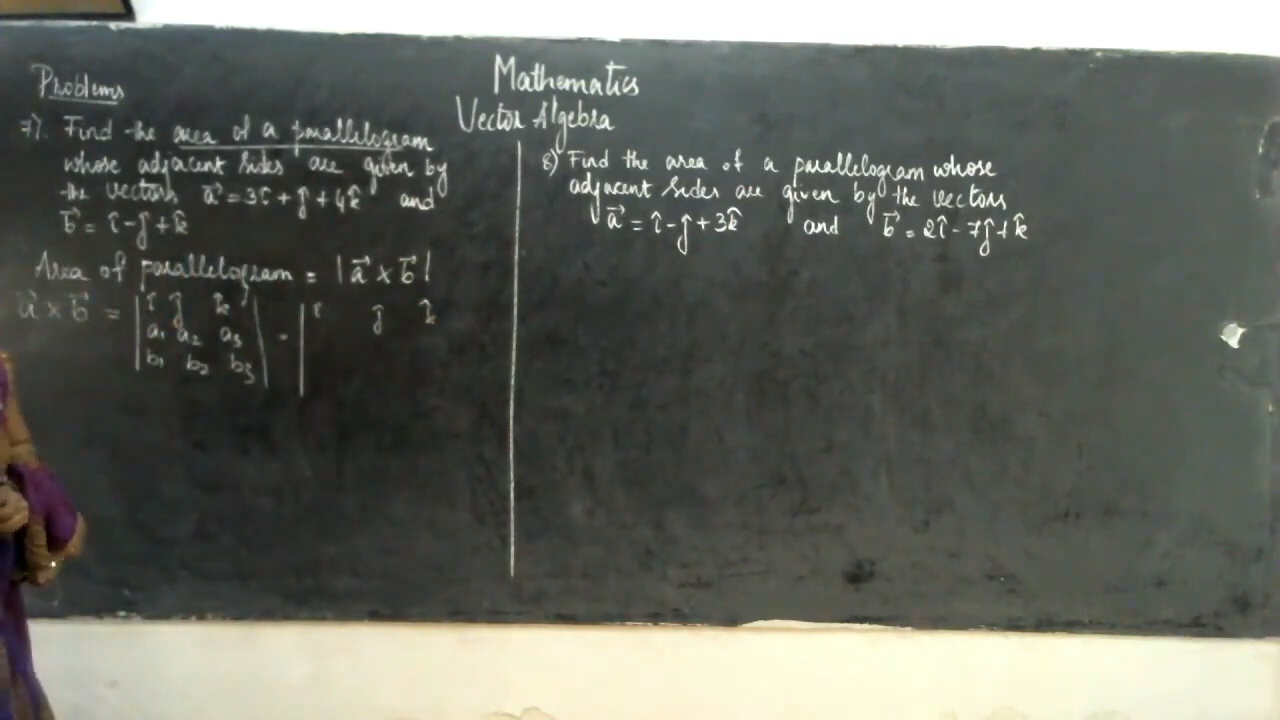 Mathematics
Vector Algebra
Problems
7). Find the area of a parallelogram
whose adjacent sides are given by
the vectors a⃗ = 3î + ĵ + 4k̂ and
b⃗ = î - ĵ + k̂
Area of parallelogram = |a⃗ × b⃗|
a⃗ × b⃗ = | î ĵ k̂ | = | î ĵ k̂
a₁ a₂ a₃
b₁ b₂ b₃
8) Find the area of a parallelogram whose
adjacent sides are given by the vectors
a⃗ = î - ĵ + 3k̂ and b⃗ = 2î - 7ĵ + k̂